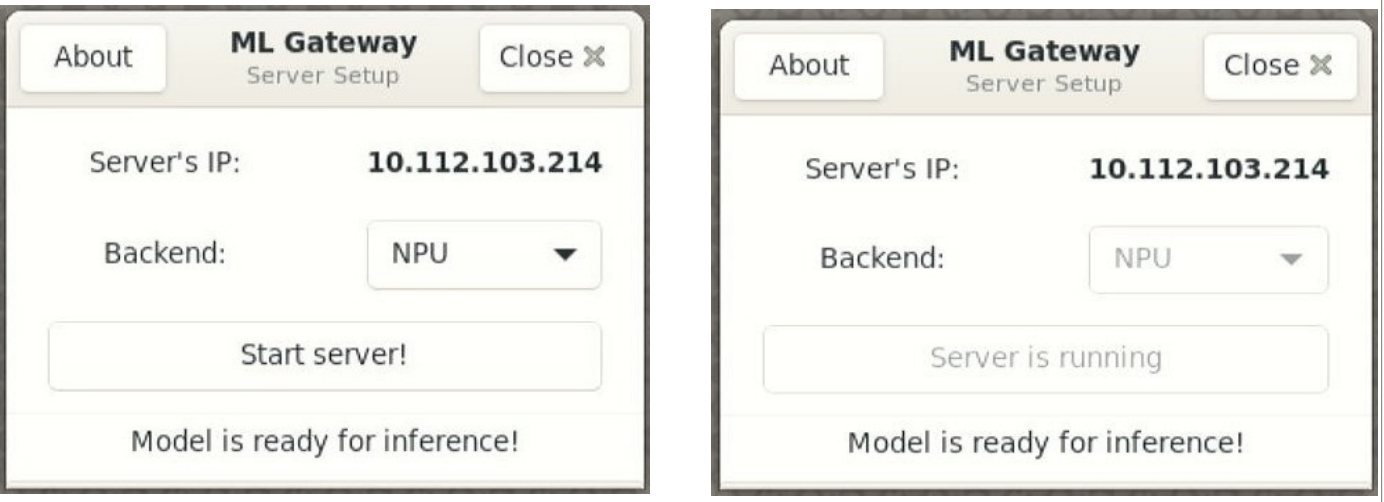 About
ML Gateway
Server Setup
Close
Server's IP: 10.112.103.214
Backend: NPU
Start server!
Model is ready for inference!
About
ML Gateway
Server Setup
Close
Server's IP: 10.112.103.214
Backend: NPU
Server is running
Model is ready for inference!